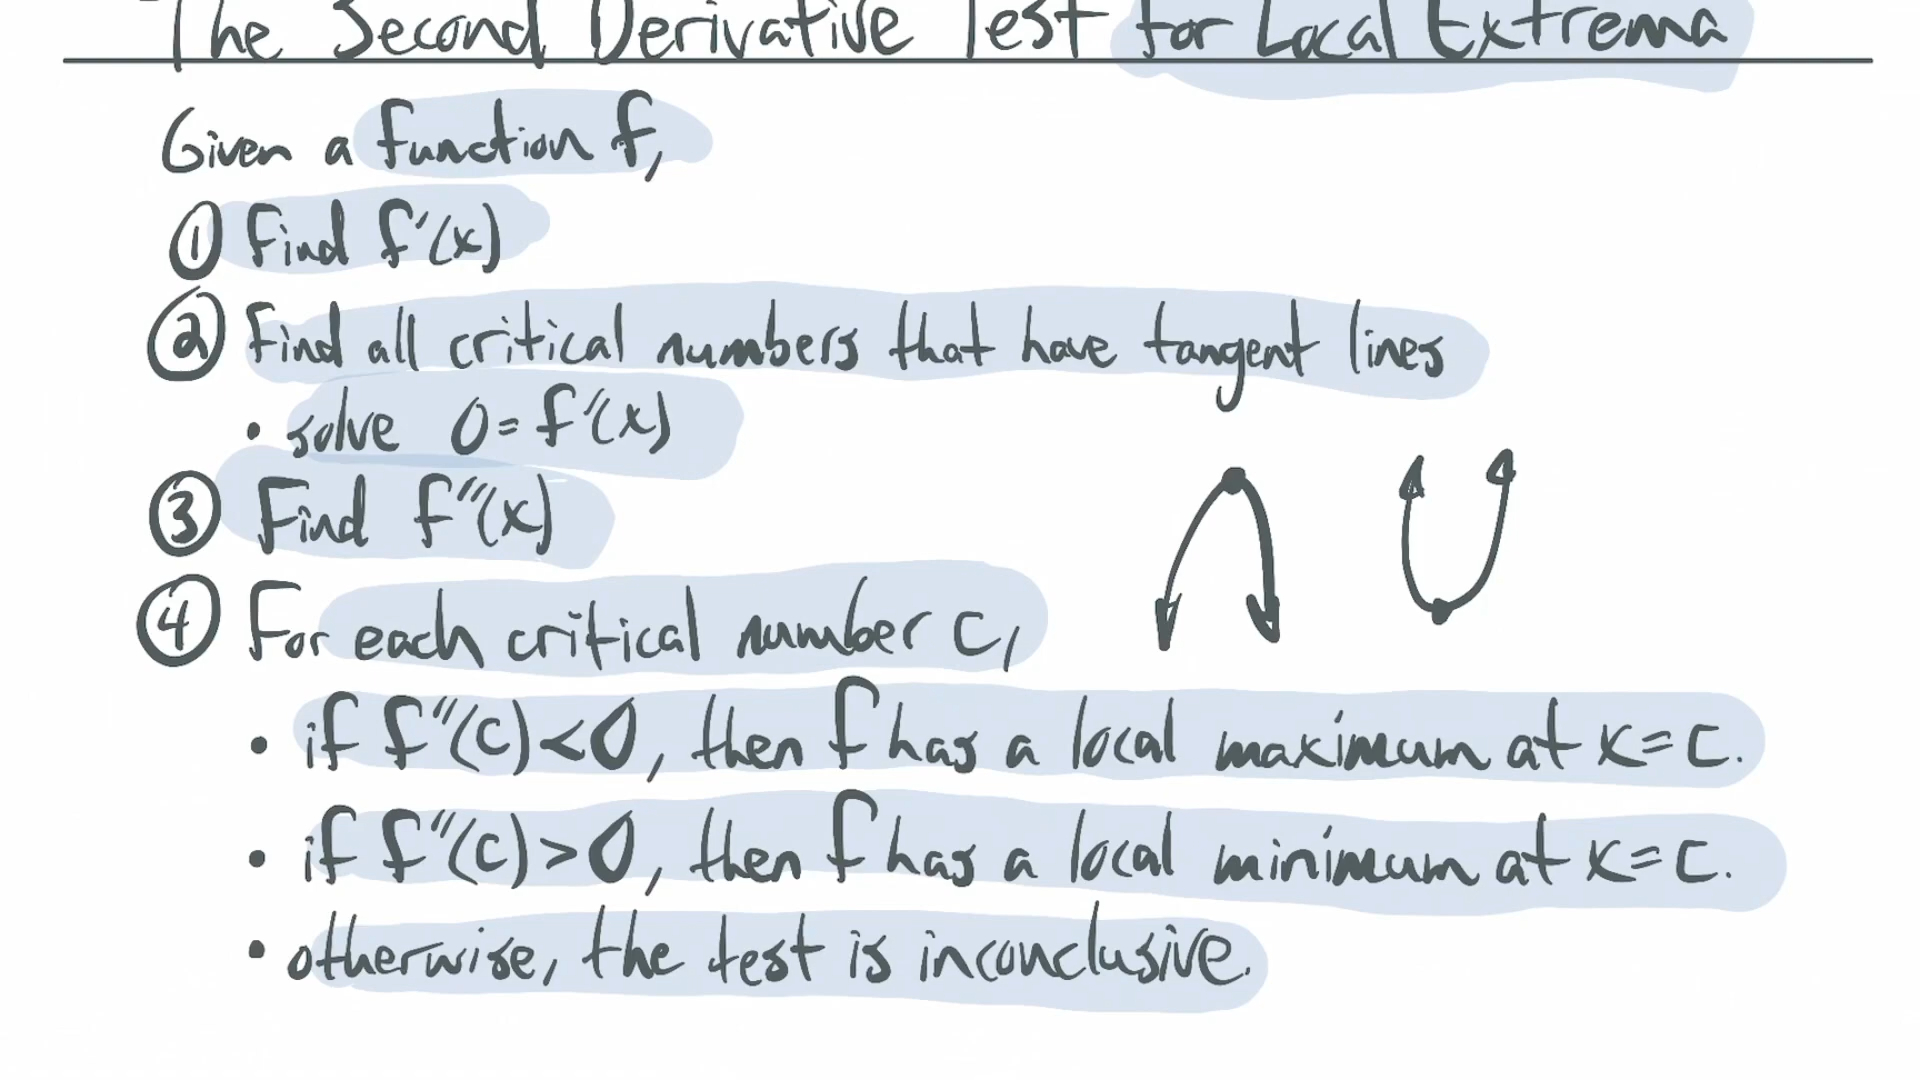 The Second Derivative Test for Local Extrema
Given a function f,
① Find f'(x)
② Find all critical numbers that have tangent lines
• solve 0 = f'(x)
③ Find f''(x)
④ For each critical number c,
• if f''(c) < 0, then f has a local maximum at x = c.
• if f''(c) > 0, then f has a local minimum at x = c.
• otherwise, the test is inconclusive.